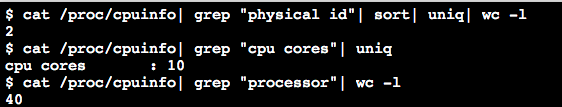 $ cat /proc/cpuinfo| grep "physical id"| sort| uniq| wc -l
2
$ cat /proc/cpuinfo| grep "cpu cores"| uniq
cpu cores       : 10
$ cat /proc/cpuinfo| grep "processor"| wc -l
40